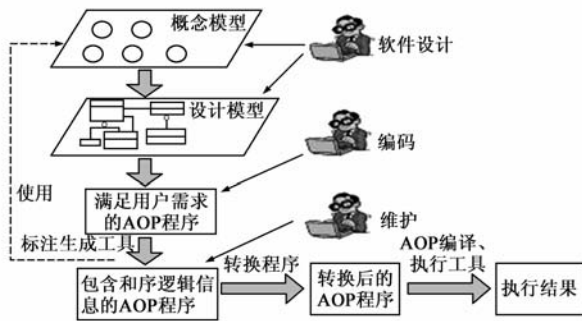 概念模型
软件设计
设计模型
编码
满足用户需求
的AOP程序
使用
标注生成工具
维护
包含和序逻辑信
息的AOP程序
转换程序
转换后的
AOP程序
AOP编译、
执行工具
执行结果